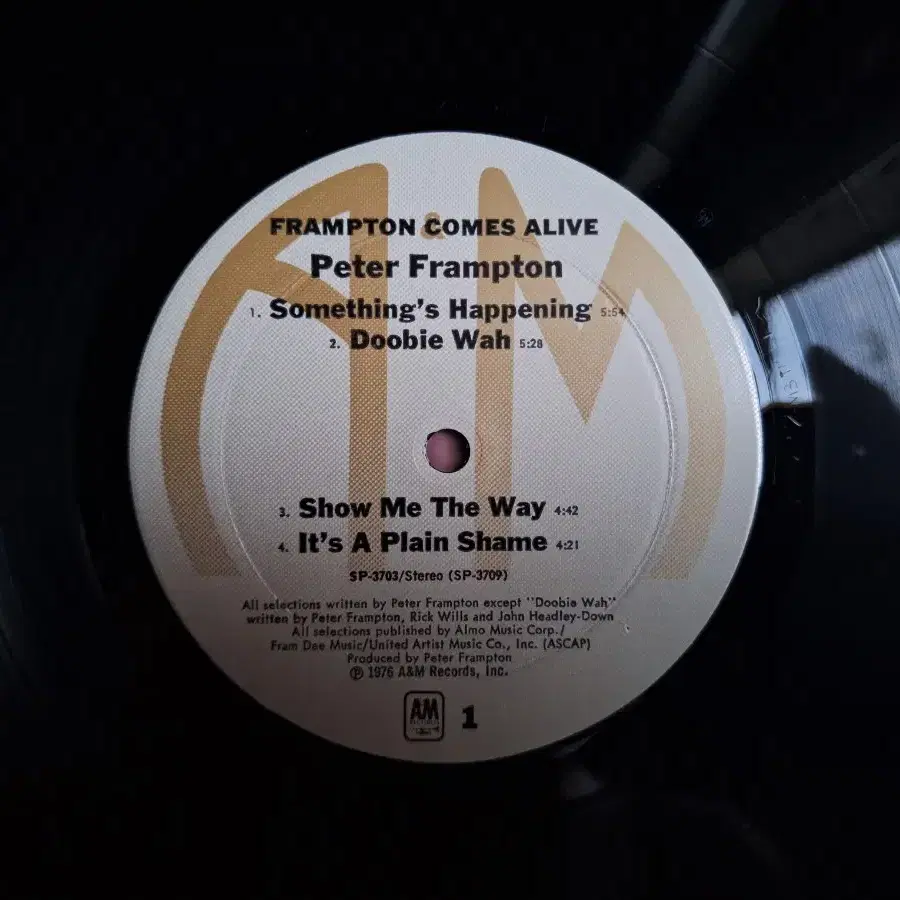 FRAMPTON COMES ALIVE
Peter Frampton
1. Something's Happening 5:54
2. Doobie Wah 5:28
3. Show Me The Way 4:42
4. It's A Plain Shame 4:21
SP-3703/Stereo (SP-3709)
All selections written by Peter Frampton except "Doobie Wah"
written by Peter Frampton, Rick Wills and John Headley-Down
All selections published by Almo Music Corp./
Fram Dee Music/United Artist Music Co., Inc. (ASCAP)
Produced by Peter Frampton
℗ 1976 A&M Records, Inc.
A&M
RECORDS
1